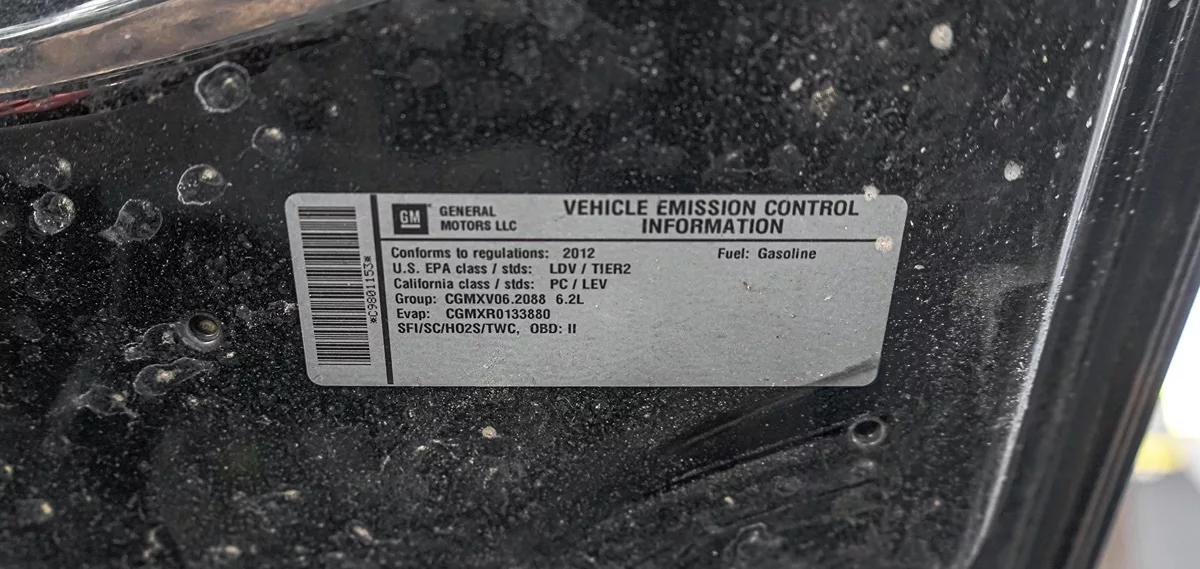 *C9801153*
GM GENERAL MOTORS LLC
VEHICLE EMISSION CONTROL
INFORMATION
Conforms to regulations: 2012 Fuel: Gasoline
U.S. EPA class / stds: LDV / TIER2
California class / stds: PC / LEV
Group: CGMXV06.2088 6.2L
Evap: CGMXR0133880
SFI/SC/HO2S/TWC, OBD: II